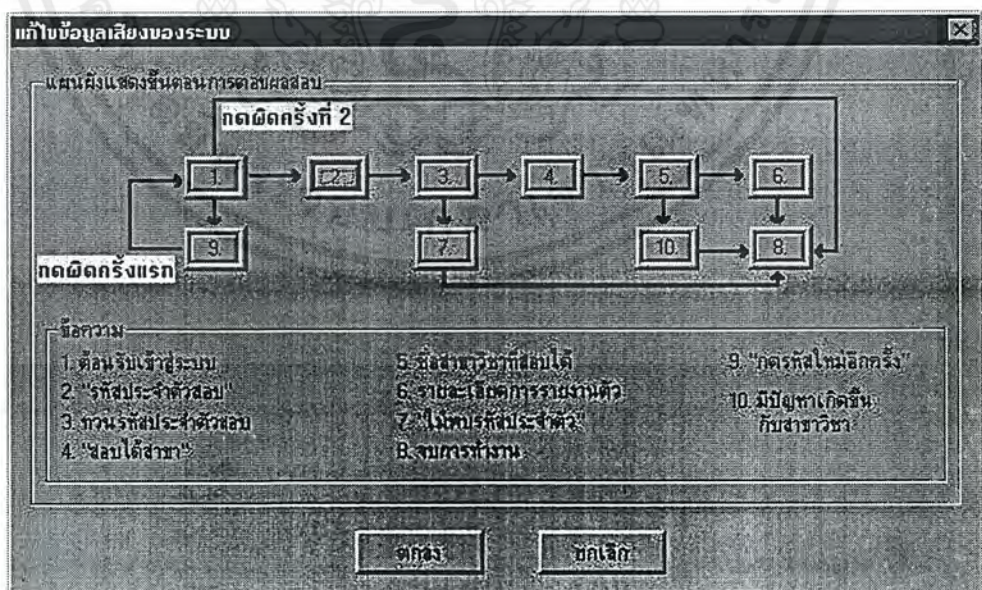 แก้ไขข้อมูลเสียงของระบบ
แผนผังแสดงขั้นตอนการตอบผลสอบ
กดผิดครั้งที่ 2
1. 2. 3. 4. 5. 6.
9. 7. 10. 8.
กดผิดครั้งแรก
ข้อความ
1. ต้อนรับเข้าสู่ระบบ
2. "รหัสประจำตัวสอบ"
3. ทวนรหัสประจำตัวสอบ
4. "สอบได้สาขา"
5. ชื่อสาขาวิชาที่สอบได้
6. รายละเอียดการรายงานตัว
7. "ไม่พบรหัสประจำตัว"
8. จบการทำงาน
9. "กดรหัสใหม่อีกครั้ง"
10. มีปัญหาเกิดขึ้น
กับสาขาวิชา
ตกลง ยกเลิก